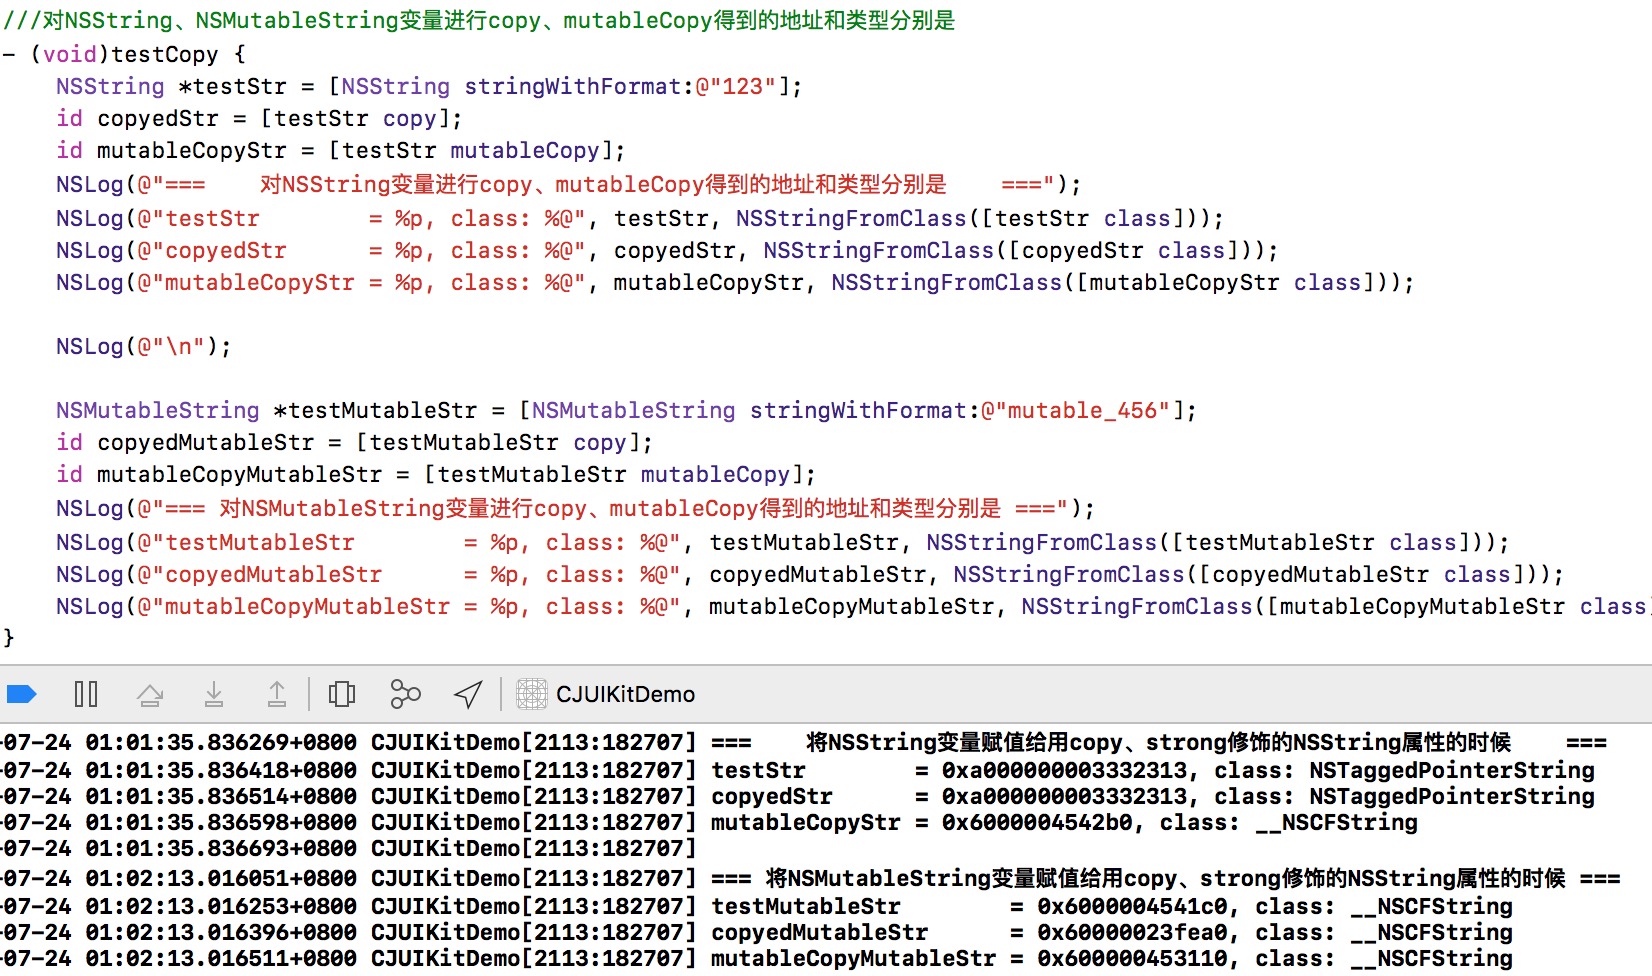 ///对NSString、NSMutableString变量进行copy、mutableCopy得到的地址和类型分别是
- (void)testCopy {
    NSString *testStr = [NSString stringWithFormat:@"123"];
    id copyedStr = [testStr copy];
    id mutableCopyStr = [testStr mutableCopy];
    NSLog(@"===    对NSString变量进行copy、mutableCopy得到的地址和类型分别是    ===");
    NSLog(@"testStr        = %p, class: %@", testStr, NSStringFromClass([testStr class]));
    NSLog(@"copyedStr      = %p, class: %@", copyedStr, NSStringFromClass([copyedStr class]));
    NSLog(@"mutableCopyStr = %p, class: %@", mutableCopyStr, NSStringFromClass([mutableCopyStr class]));
    NSLog(@"\n");
    NSMutableString *testMutableStr = [NSMutableString stringWithFormat:@"mutable_456"];
    id copyedMutableStr = [testMutableStr copy];
    id mutableCopyMutableStr = [testMutableStr mutableCopy];
    NSLog(@"=== 对NSMutableString变量进行copy、mutableCopy得到的地址和类型分别是 ===");
    NSLog(@"testMutableStr        = %p, class: %@", testMutableStr, NSStringFromClass([testMutableStr class]));
    NSLog(@"copyedMutableStr      = %p, class: %@", copyedMutableStr, NSStringFromClass([copyedMutableStr class]));
    NSLog(@"mutableCopyMutableStr = %p, class: %@", mutableCopyMutableStr, NSStringFromClass([mutableCopyMutableStr class]
}
CJUIKitDemo
-07-24 01:01:35.836269+0800 CJUIKitDemo[2113:182707] ===    将NSString变量赋值给用copy、strong修饰的NSString属性的时候    ===
-07-24 01:01:35.836418+0800 CJUIKitDemo[2113:182707] testStr        = 0xa000000003332313, class: NSTaggedPointerString
-07-24 01:01:35.836514+0800 CJUIKitDemo[2113:182707] copyedStr      = 0xa000000003332313, class: NSTaggedPointerString
-07-24 01:01:35.836598+0800 CJUIKitDemo[2113:182707] mutableCopyStr = 0x6000004542b0, class: __NSCFString
-07-24 01:01:35.836693+0800 CJUIKitDemo[2113:182707]
-07-24 01:02:13.016051+0800 CJUIKitDemo[2113:182707] === 将NSMutableString变量赋值给用copy、strong修饰的NSString属性的时候 ===
-07-24 01:02:13.016253+0800 CJUIKitDemo[2113:182707] testMutableStr        = 0x6000004541c0, class: __NSCFString
-07-24 01:02:13.016396+0800 CJUIKitDemo[2113:182707] copyedMutableStr      = 0x60000023fea0, class: __NSCFString
-07-24 01:02:13.016511+0800 CJUIKitDemo[2113:182707] mutableCopyMutableStr = 0x600000453110, class: __NSCFString